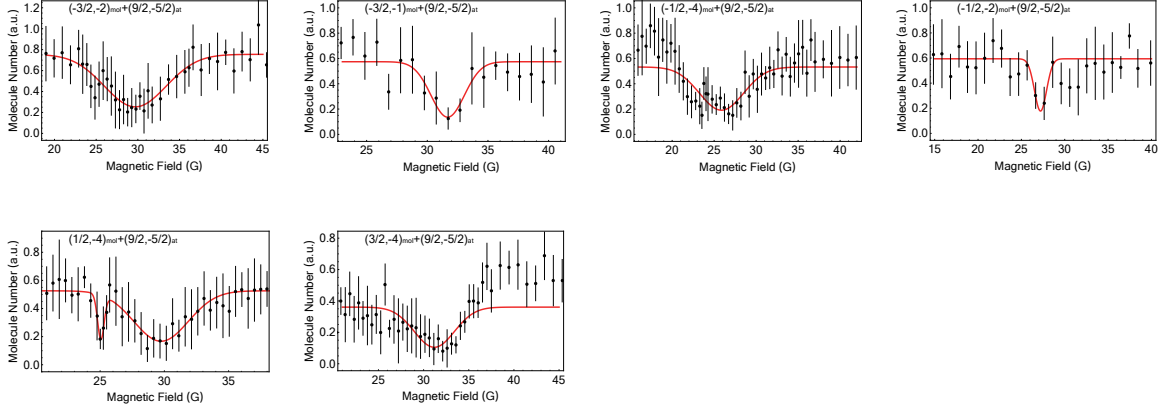 (-3/2,-2)mol+(9/2,-5/2)at
Molecule Number (a.u.)
1.2
1.0
0.8
0.6
0.4
0.2
0.0
20 25 30 35 40 45
Magnetic Field (G)
(-3/2,-1)mol+(9/2,-5/2)at
Molecule Number (a.u.)
1.0
0.8
0.6
0.4
0.2
0.0
25 30 35 40
Magnetic Field (G)
(-1/2,-4)mol+(9/2,-5/2)at
Molecule Number (a.u.)
1.0
0.8
0.6
0.4
0.2
0.0
20 25 30 35 40
Magnetic Field (G)
(-1/2,-2)mol+(9/2,-5/2)at
Molecule Number (a.u.)
1.0
0.8
0.6
0.4
0.2
0.0
15 20 25 30 35 40
Magnetic Field (G)
(1/2,-4)mol+(9/2,-5/2)at
Molecule Number (a.u.)
0.8
0.6
0.4
0.2
0.0
25 30 35
Magnetic Field (G)
(3/2,-4)mol+(9/2,-5/2)at
Molecule Number (a.u.)
0.8
0.6
0.4
0.2
0.0
25 30 35 40 45
Magnetic Field (G)